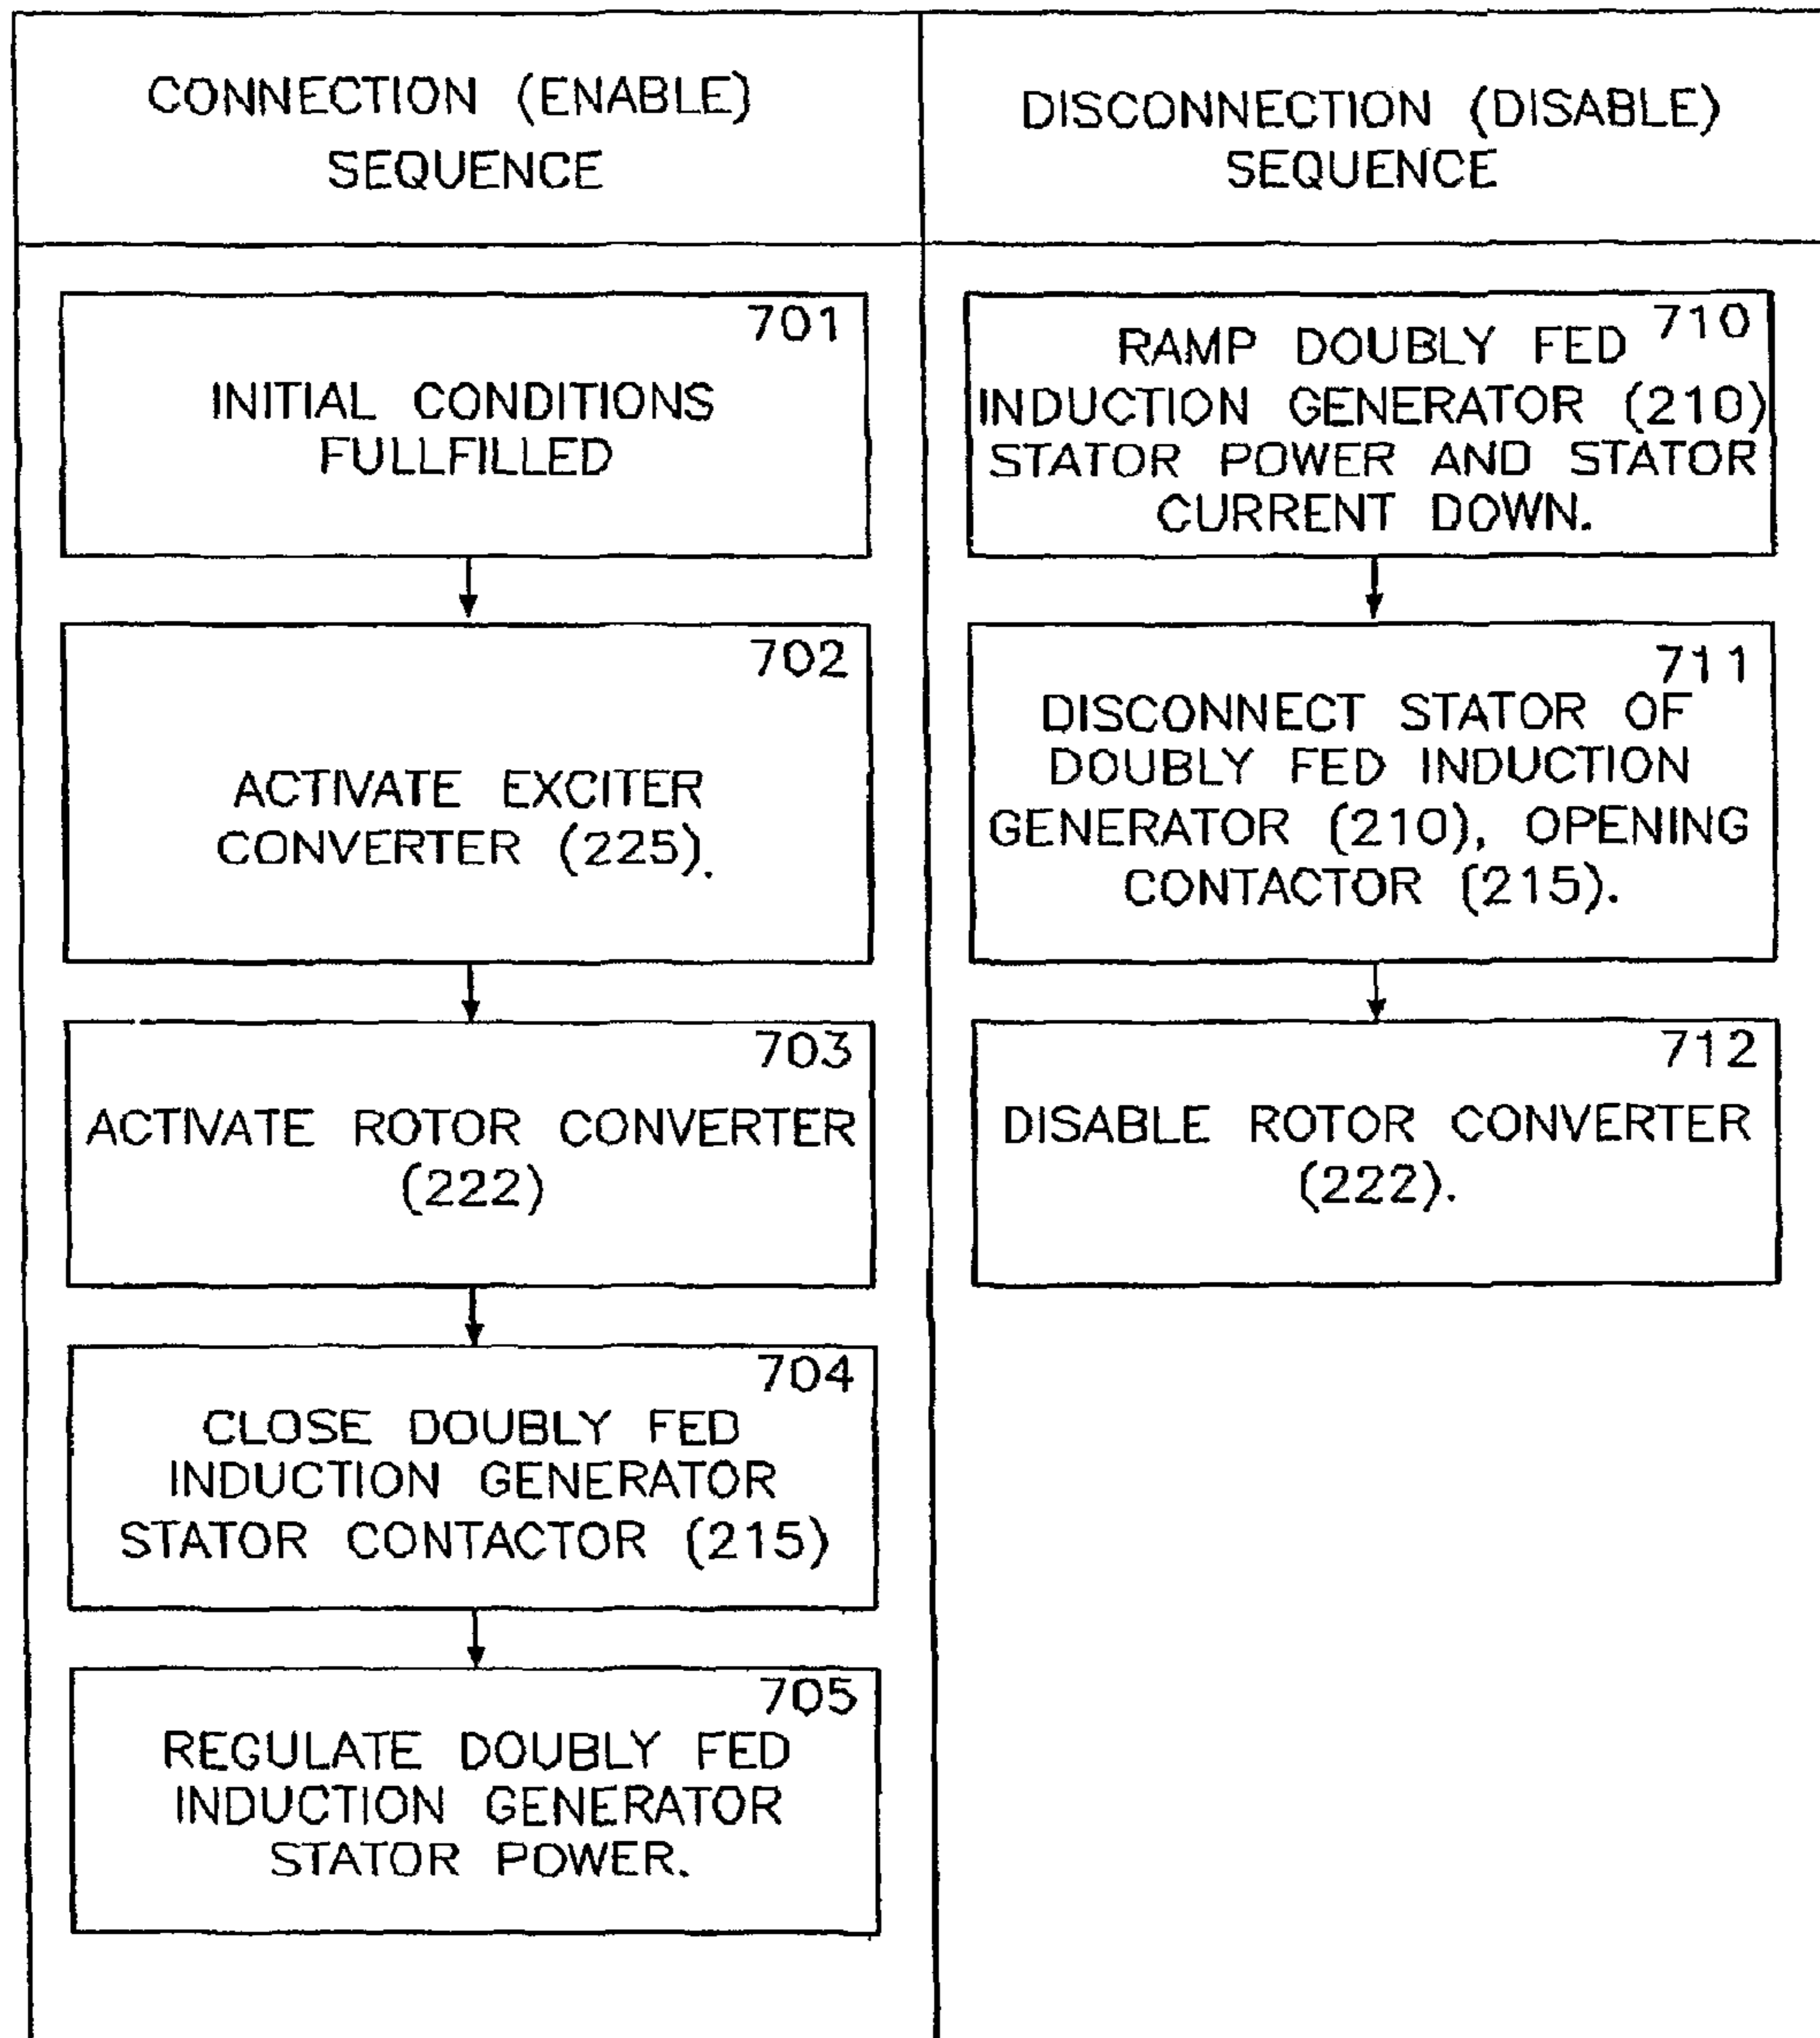 CONNECTION (ENABLE)
SEQUENCE
701
INITIAL CONDITIONS
FULLFILLED
702
ACTIVATE EXCITER
CONVERTER (225).
703
ACTIVATE ROTOR CONVERTER
(222)
704
CLOSE DOUBLY FED
INDUCTION GENERATOR
STATOR CONTACTOR (215)
705
REGULATE DOUBLY FED
INDUCTION GENERATOR
STATOR POWER.
DISCONNECTION (DISABLE)
SEQUENCE
710
RAMP DOUBLY FED
INDUCTION GENERATOR (210)
STATOR POWER AND STATOR
CURRENT DOWN.
711
DISCONNECT STATOR OF
DOUBLY FED INDUCTION
GENERATOR (210), OPENING
CONTACTOR (215).
712
DISABLE ROTOR CONVERTER
(222).